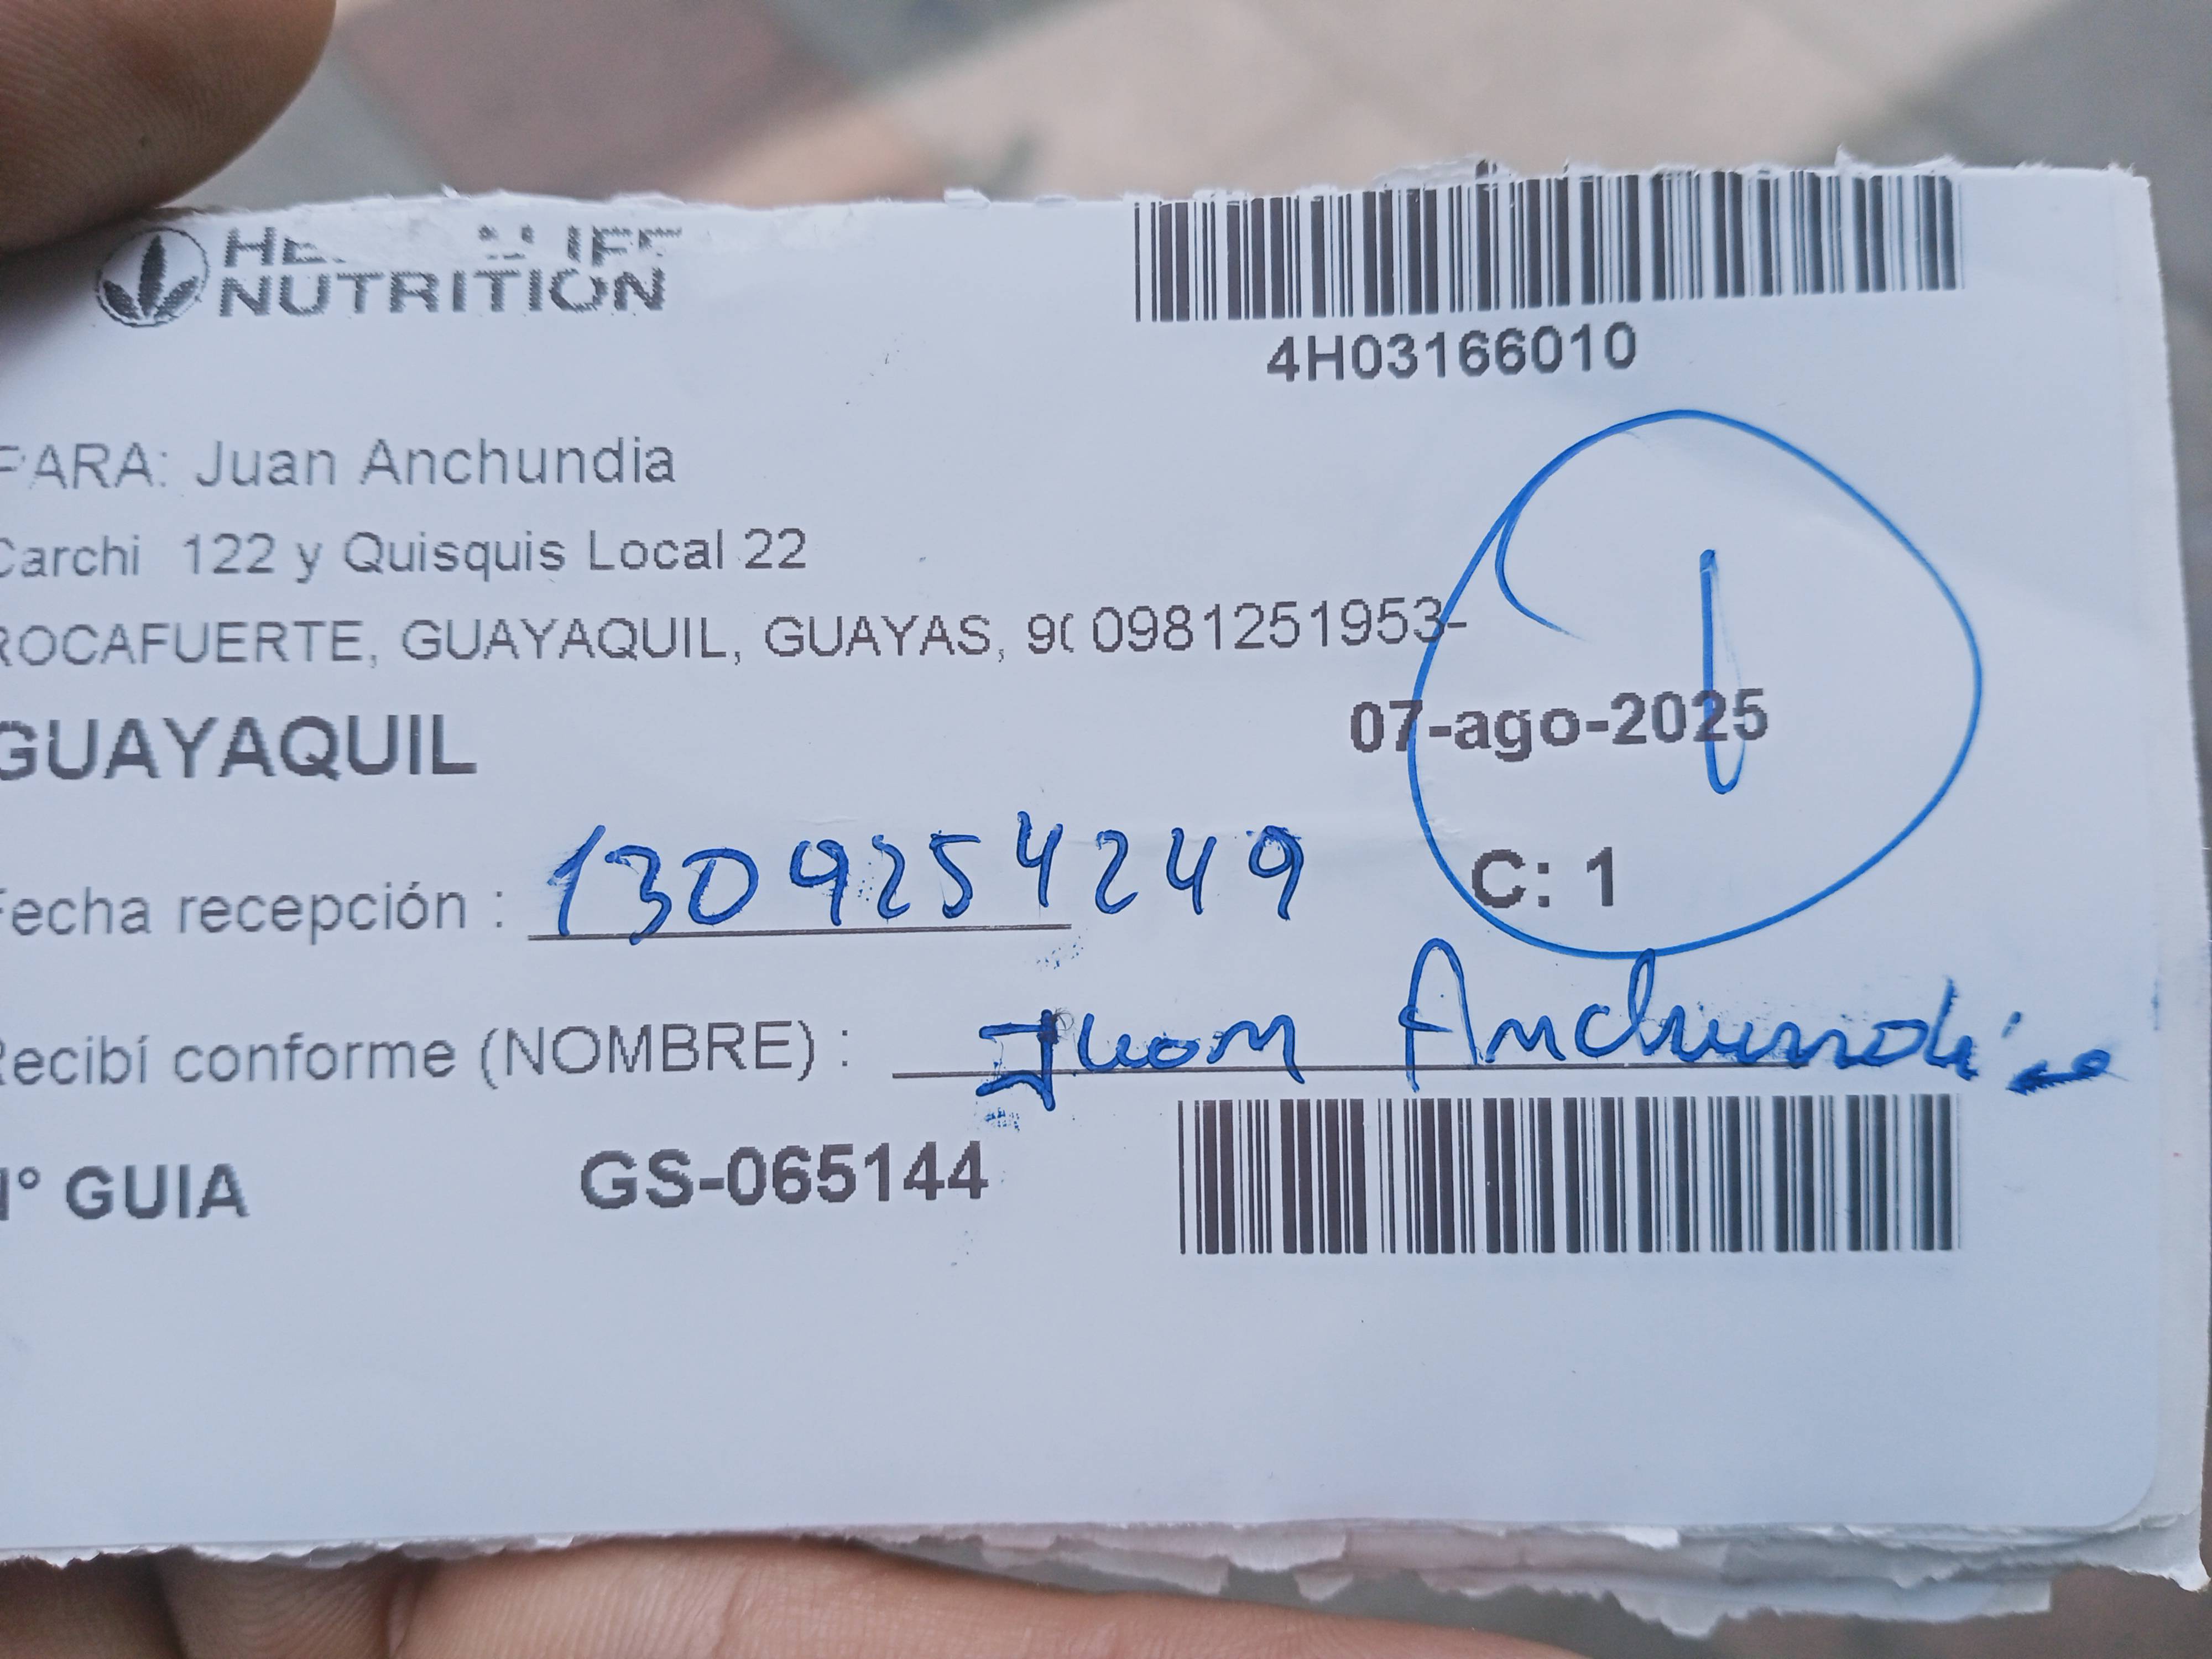 NUTRITION
4H03166010
PARA: Juan Anchundia
Carchi 122 y Quisquis Local 22
ROCAFUERTE, GUAYAQUIL, GUAYAS, 9( 0981251953-
GUAYAQUIL
07-ago-2025
1
C: 1
Fecha recepción : 1309254249
Recibí conforme (NOMBRE) : Juan Anchundia
N° GUIA GS-065144